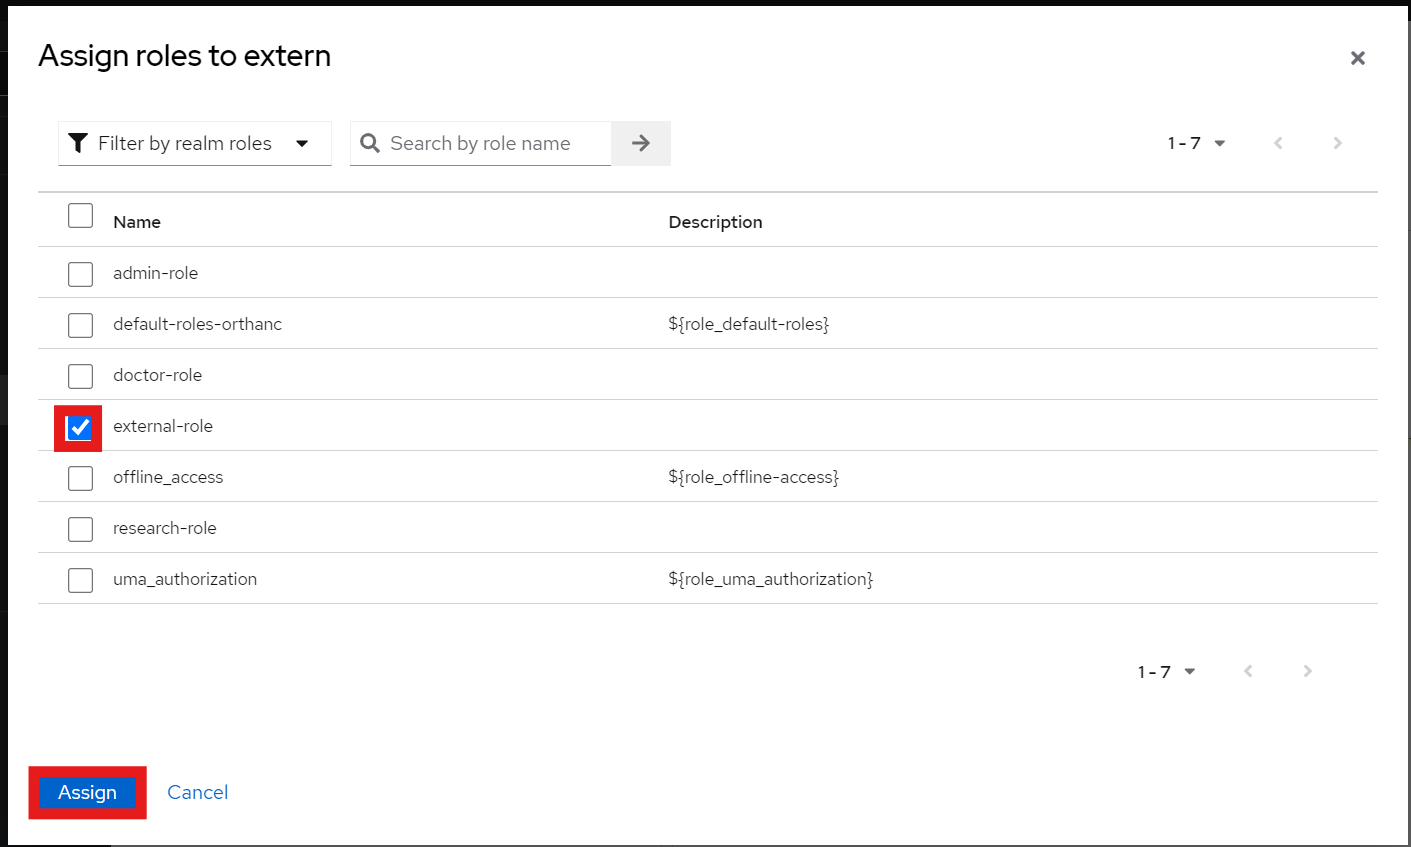 Assign roles to extern
Filter by realm roles Search by role name 1 - 7
Name Description
admin-role
default-roles-orthanc ${role_default-roles}
doctor-role
external-role
offline_access ${role_offline-access}
research-role
uma_authorization ${role_uma_authorization}
1 - 7
Assign Cancel